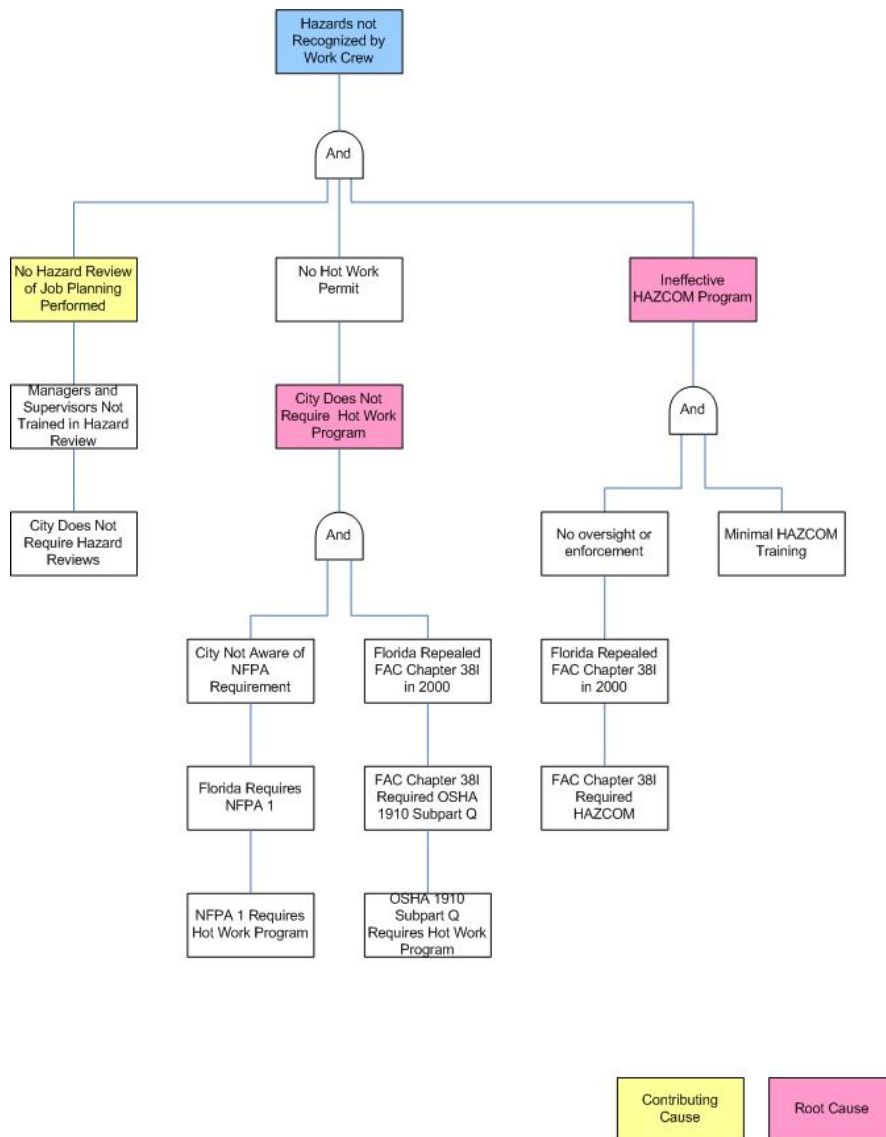 Hazards not
Recognized by
Work Crew
And
No Hazard Review
of Job Planning
Performed
No Hot Work
Permit
Ineffective
HAZCOM Program
Managers and
Supervisors Not
Trained in Hazard
Review
City Does Not
Require Hot Work
Program
And
City Does Not
Require Hazard
Reviews
And
No oversight or
enforcement
Minimal HAZCOM
Training
City Not Aware of
NFPA
Requirement
Florida Repealed
FAC Chapter 38I
in 2000
Florida Repealed
FAC Chapter 38I
in 2000
Florida Requires
NFPA 1
FAC Chapter 38I
Required OSHA
1910 Subpart Q
FAC Chapter 38I
Required
HAZCOM
NFPA 1 Requires
Hot Work Program
OSHA 1910
Subpart Q
Requires Hot Work
Program
Contributing
Cause
Root Cause